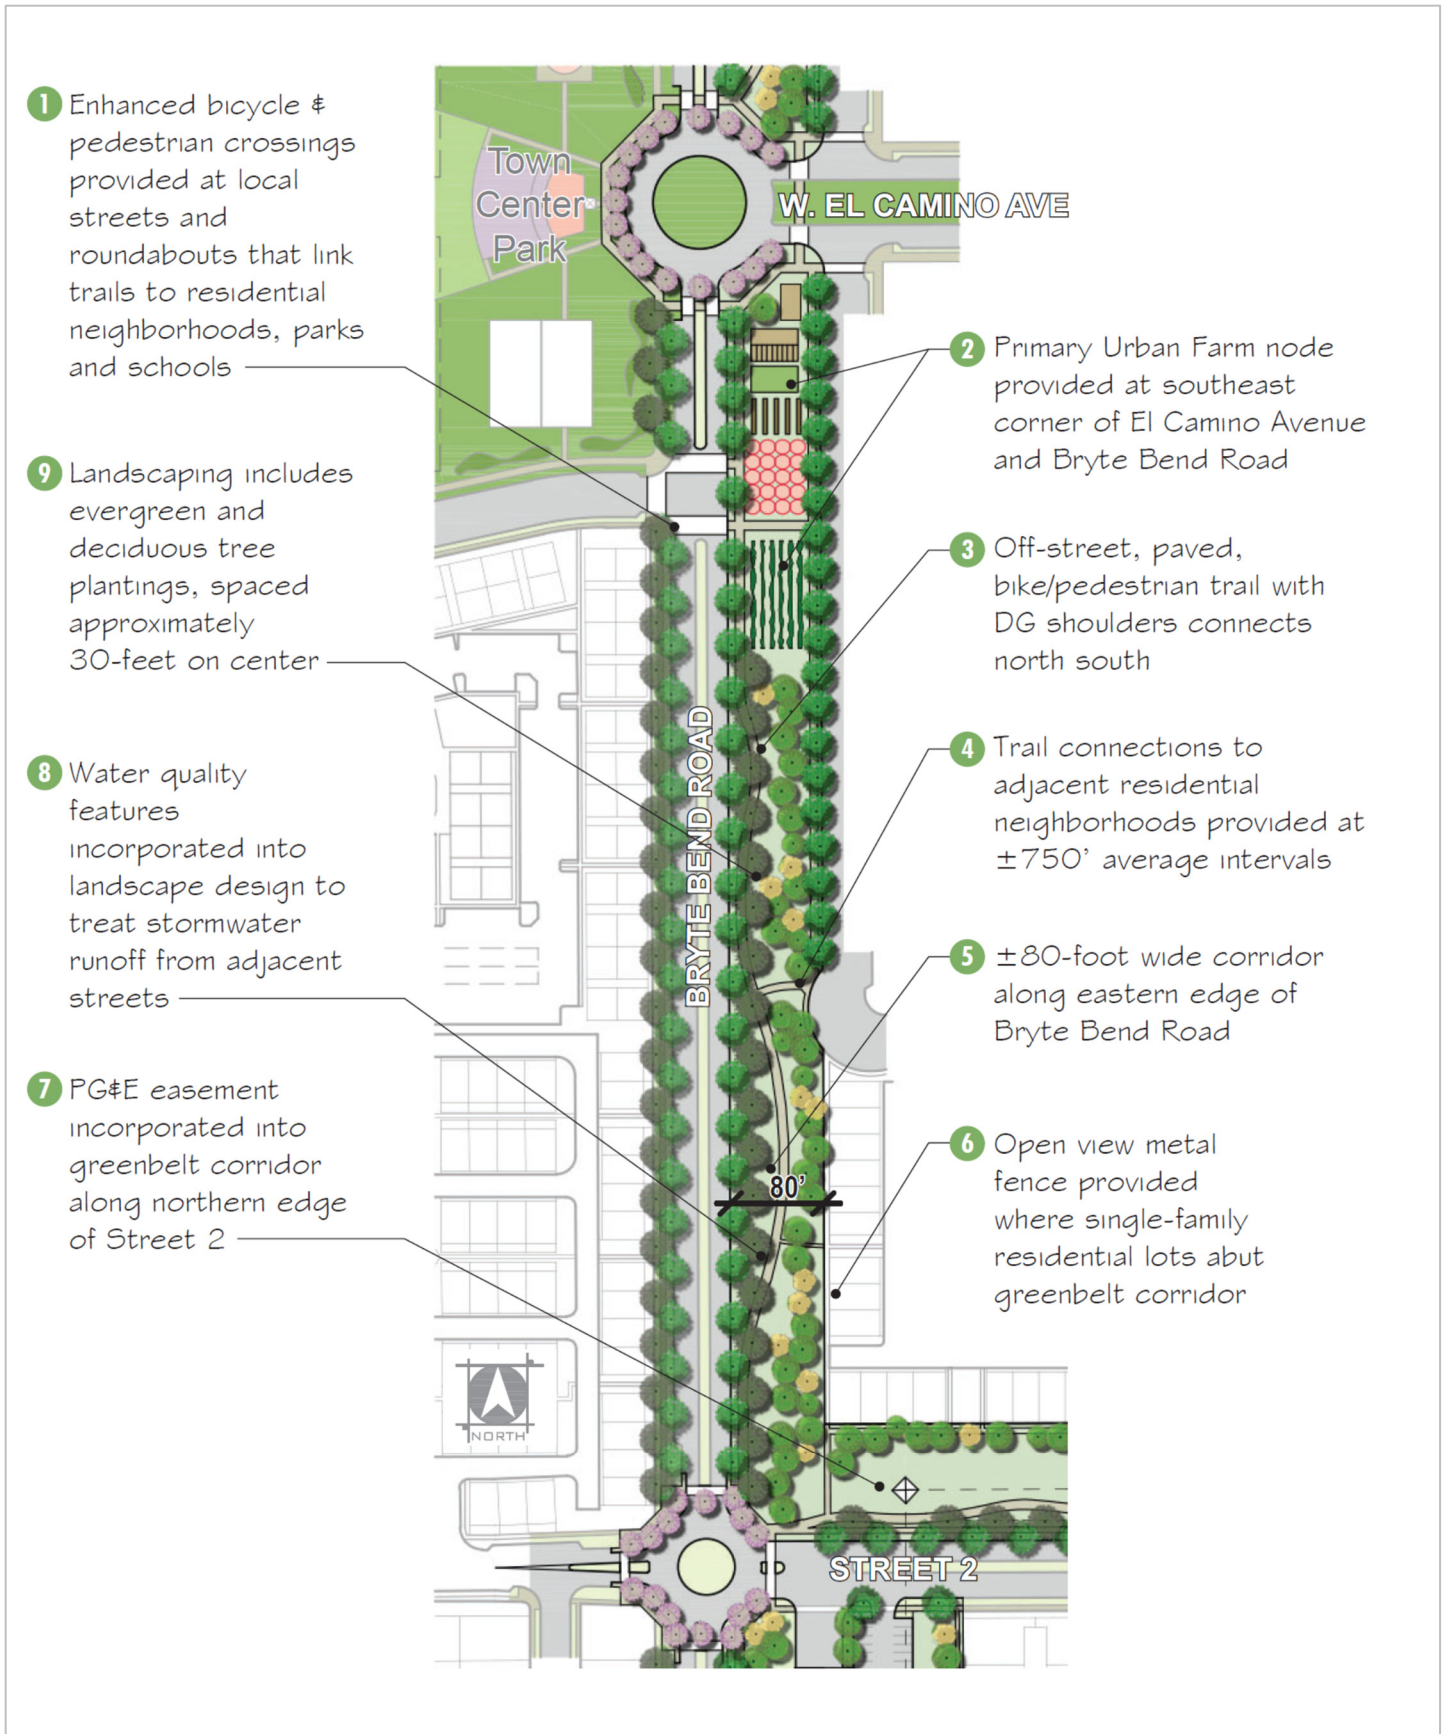 1 Enhanced bicycle &
pedestrian crossings
provided at local
streets and
roundabouts that link
trails to residential
neighborhoods, parks
and schools
9 Landscaping includes
evergreen and
deciduous tree
plantings, spaced
approximately
30-feet on center
8 Water quality
features
incorporated into
landscape design to
treat stormwater
runoff from adjacent
streets
7 PG&E easement
incorporated into
greenbelt corridor
along northern edge
of Street 2
Town
Center
Park
W. EL CAMINO AVE
BRYTE BEND ROAD
80'
NORTH
STREET 2
2 Primary Urban Farm node
provided at southeast
corner of El Camino Avenue
and Bryte Bend Road
3 Off-street, paved,
bike/pedestrian trail with
DG shoulders connects
north south
4 Trail connections to
adjacent residential
neighborhoods provided at
±750' average intervals
5 ±80-foot wide corridor
along eastern edge of
Bryte Bend Road
6 Open view metal
fence provided
where single-family
residential lots abut
greenbelt corridor